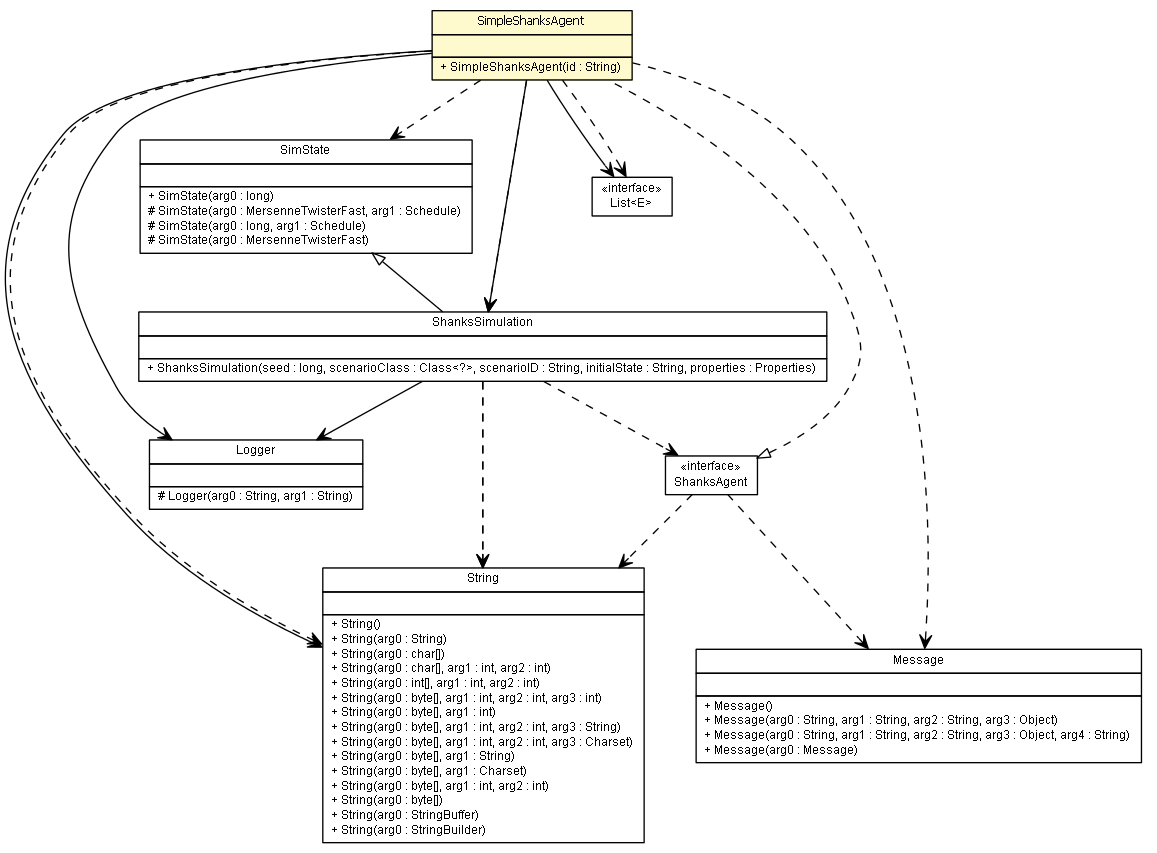 SimpleShanksAgent
+ SimpleShanksAgent(id : String)
SimState
+ SimState(arg0 : long)
# SimState(arg0 : MersenneTwisterFast, arg1 : Schedule)
# SimState(arg0 : long, arg1 : Schedule)
# SimState(arg0 : MersenneTwisterFast)
«interface»
List<E>
ShanksSimulation
+ ShanksSimulation(seed : long, scenarioClass : Class<?>, scenarioID : String, initialState : String, properties : Properties)
Logger
# Logger(arg0 : String, arg1 : String)
«interface»
ShanksAgent
String
+ String()
+ String(arg0 : String)
+ String(arg0 : char[])
+ String(arg0 : char[], arg1 : int, arg2 : int)
+ String(arg0 : int[], arg1 : int, arg2 : int)
+ String(arg0 : byte[], arg1 : int, arg2 : int, arg3 : int)
+ String(arg0 : byte[], arg1 : int)
+ String(arg0 : byte[], arg1 : int, arg2 : int, arg3 : String)
+ String(arg0 : byte[], arg1 : int, arg2 : int, arg3 : Charset)
+ String(arg0 : byte[], arg1 : String)
+ String(arg0 : byte[], arg1 : Charset)
+ String(arg0 : byte[], arg1 : int, arg2 : int)
+ String(arg0 : byte[])
+ String(arg0 : StringBuffer)
+ String(arg0 : StringBuilder)
Message
+ Message()
+ Message(arg0 : String, arg1 : String, arg2 : String, arg3 : Object)
+ Message(arg0 : String, arg1 : String, arg2 : String, arg3 : Object, arg4 : String)
+ Message(arg0 : Message)